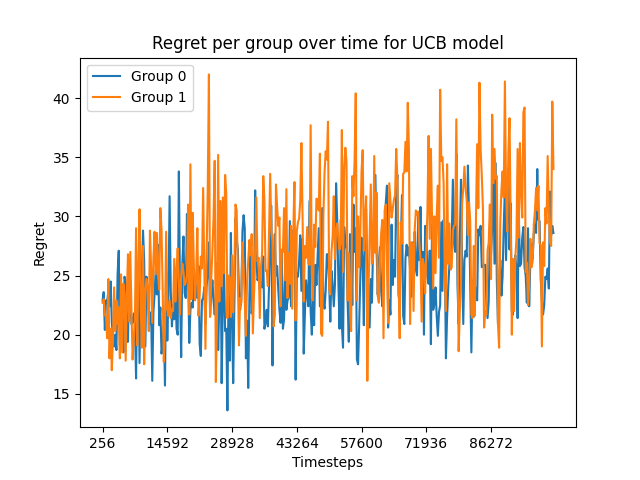 Regret per group over time for UCB model
Group 0
Group 1
40
35
30
25
20
15
Regret
256 14592 28928 43264 57600 71936 86272
Timesteps